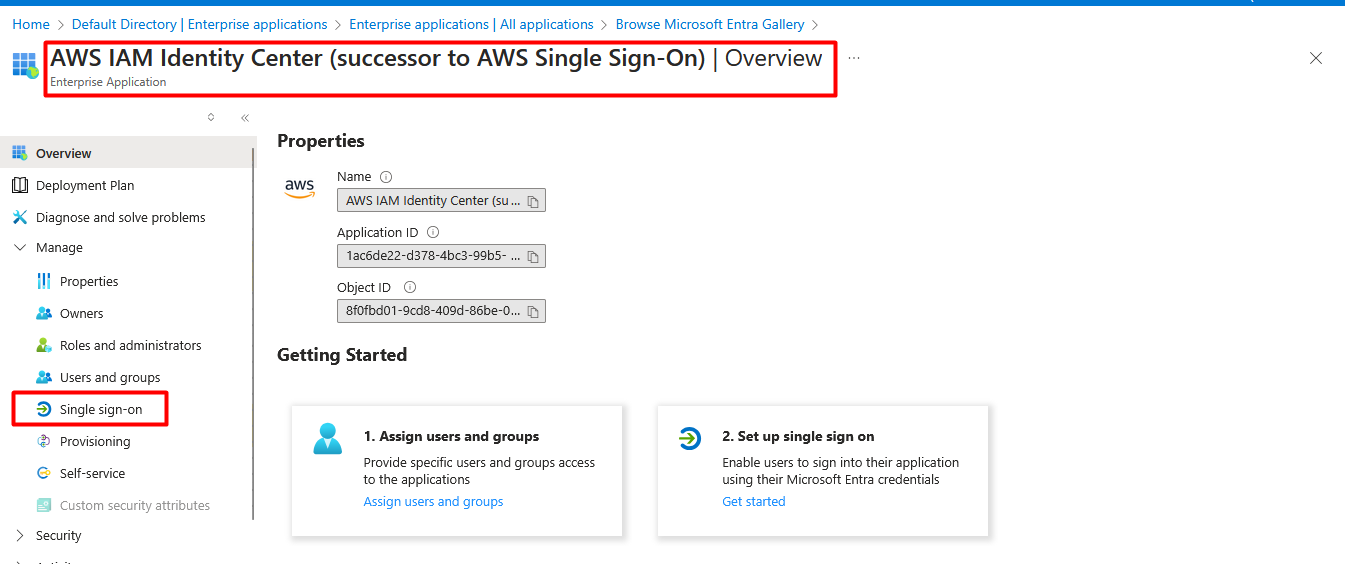 Home > Default Directory | Enterprise applications > Enterprise applications | All applications > Browse Microsoft Entra Gallery >
AWS IAM Identity Center (successor to AWS Single Sign-On) | Overview ...
Enterprise Application
Overview
Deployment Plan
Diagnose and solve problems
Manage
Properties
Owners
Roles and administrators
Users and groups
Single sign-on
Provisioning
Self-service
Custom security attributes
Security
Properties
aws
Name
AWS IAM Identity Center (su ...
Application ID
1ac6de22-d378-4bc3-99b5- ...
Object ID
8f0fbd01-9cd8-409d-86be-0...
Getting Started
1. Assign users and groups
Provide specific users and groups access
to the applications
Assign users and groups
2. Set up single sign on
Enable users to sign into their application
using their Microsoft Entra credentials
Get started